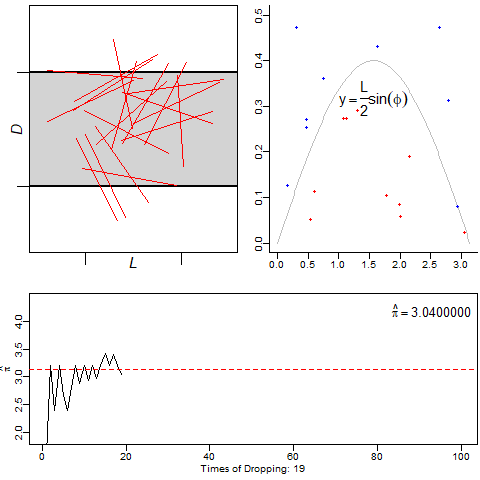 D
L
0.0 0.1 0.2 0.3 0.4 0.5
y = L/2 sin(ϕ)
0.0 0.5 1.0 1.5 2.0 2.5 3.0
π̂ = 3.0400000
π̂
2.0 2.5 3.0 3.5 4.0
0 20 40 60 80 100
Times of Dropping: 19